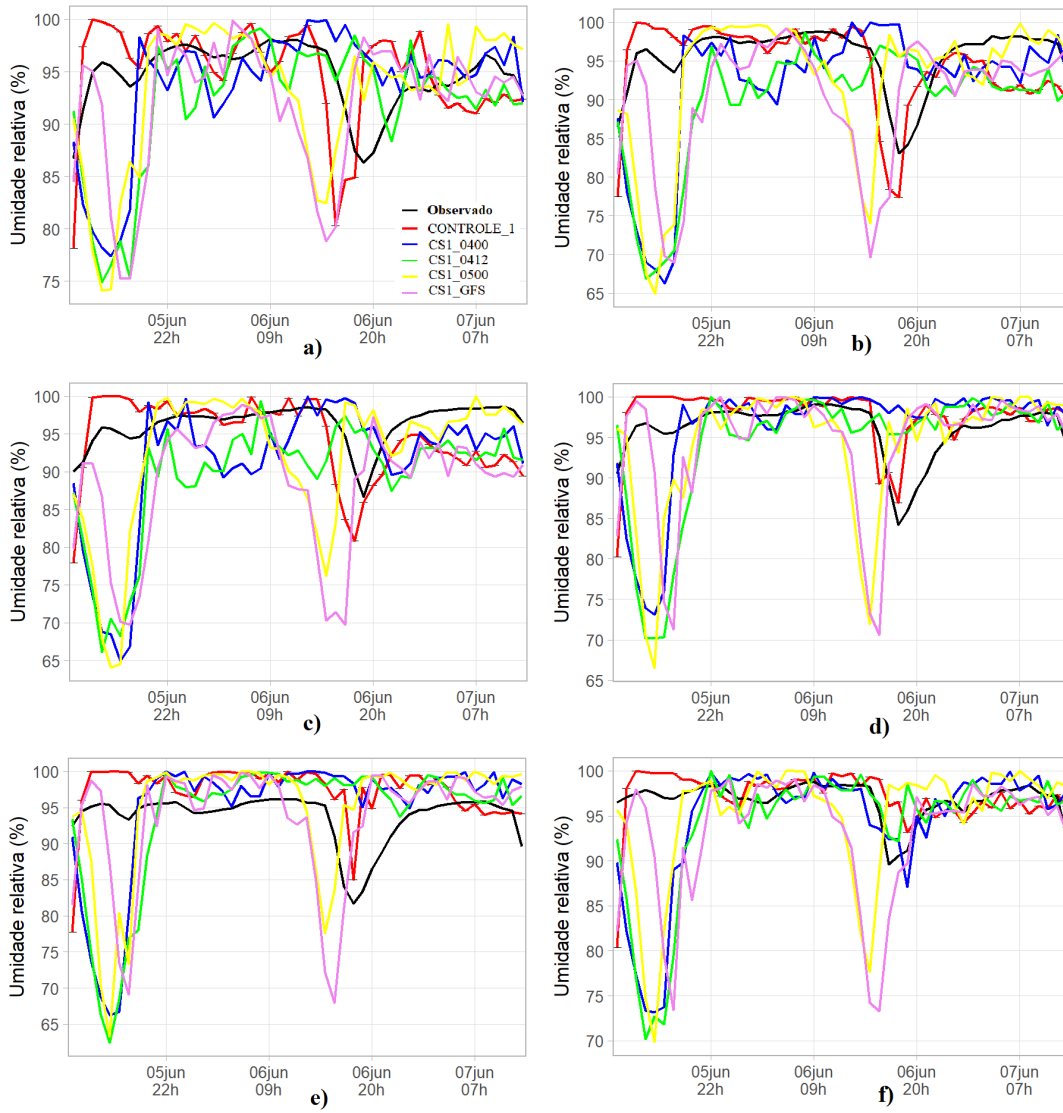 Umidade relativa (%)
100
95
90
85
80
75
Observado
CONTROLE_1
CS1_0400
CS1_0412
CS1_0500
CS1_GFS
05jun 06jun 06jun 07jun
22h 09h 20h 07h
a)
Umidade relativa (%)
100
95
90
85
80
75
70
65
05jun 06jun 06jun 07jun
22h 09h 20h 07h
b)
Umidade relativa (%)
100
95
90
85
80
75
70
65
05jun 06jun 06jun 07jun
22h 09h 20h 07h
c)
Umidade relativa (%)
100
95
90
85
80
75
70
65
05jun 06jun 06jun 07jun
22h 09h 20h 07h
d)
Umidade relativa (%)
100
95
90
85
80
75
70
65
05jun 06jun 06jun 07jun
22h 09h 20h 07h
e)
Umidade relativa (%)
100
95
90
85
80
75
70
05jun 06jun 06jun 07jun
22h 09h 20h 07h
f)